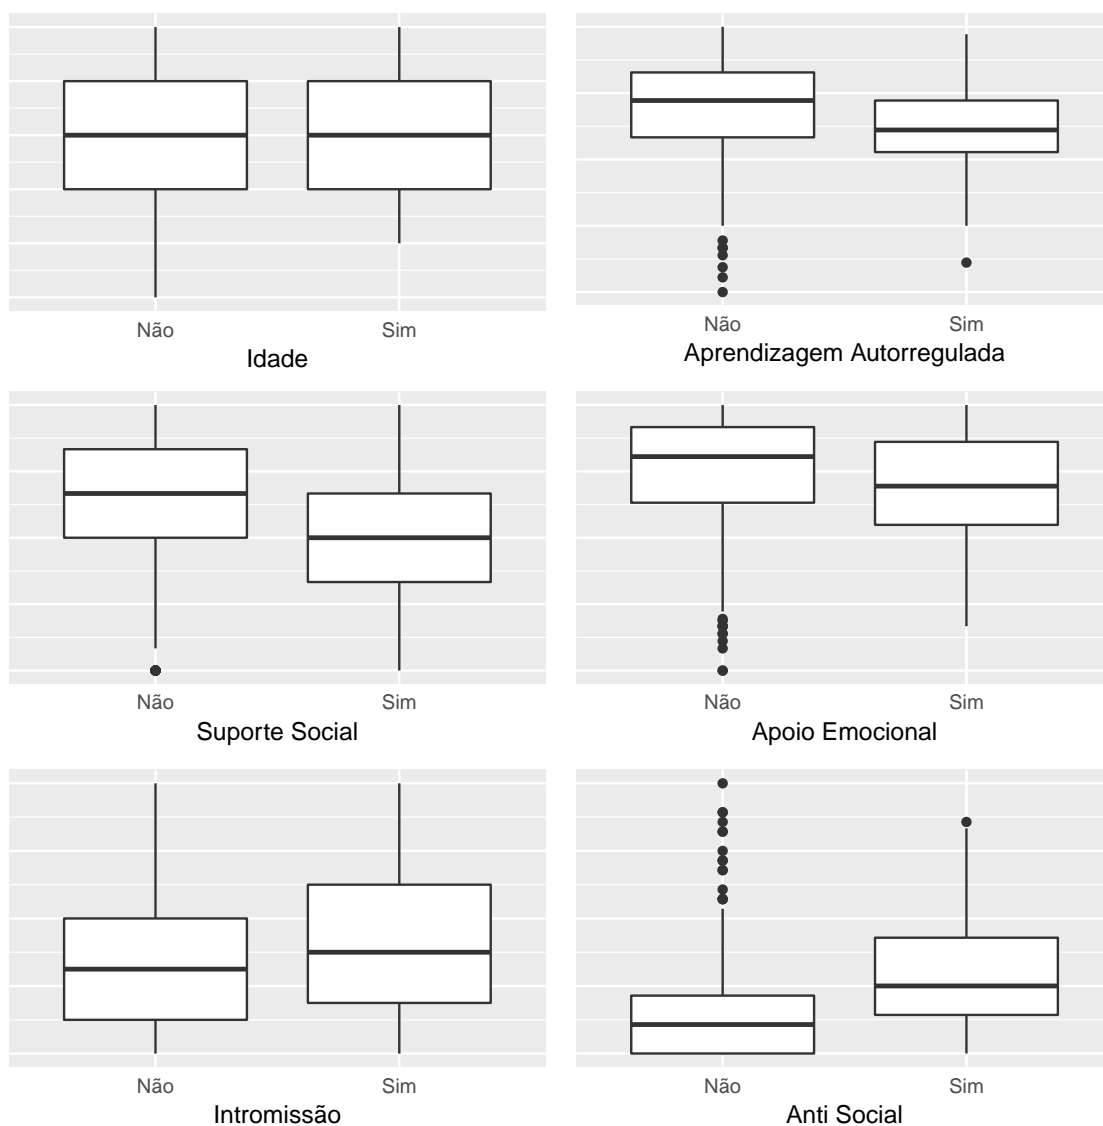 Não Sim
Idade
Não Sim
Aprendizagem Autorregulada
Não Sim
Suporte Social
Não Sim
Apoio Emocional
Não Sim
Intromissão
Não Sim
Anti Social